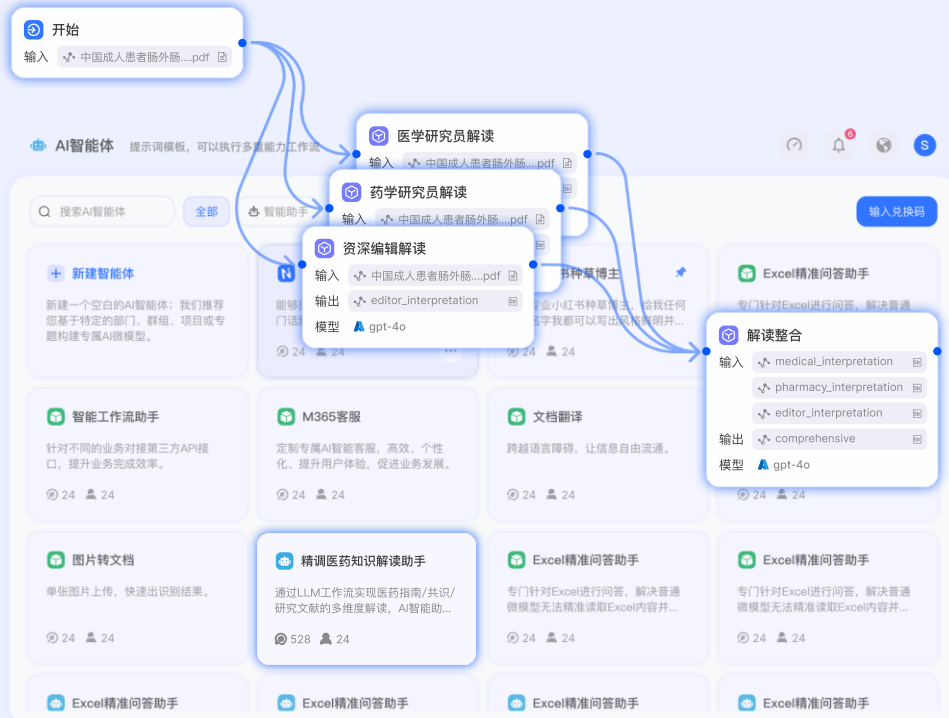 开始
输入 中国成人患者肠外肠....pdf
医学研究员解读
输入 中国成人患者肠外肠....pdf
药学研究员解读
输入 中国成人患者肠外肠....pdf
资深编辑解读
输入 中国成人患者肠外肠....pdf
输出 editor_interpretation
模型 gpt-4o
解读整合
输入 medical_interpretation
pharmacy_interpretation
editor_interpretation
输出 comprehensive
模型 gpt-4o
AI智能体 提示词模板，可以执行多重能力工作流
6
S
搜索AI智能体
全部
智能助手
输入兑换码
新建智能体
新建一个空白的AI智能体；我们推荐
您基于特定的部门、群组、项目或专
题构建专属AI微模型。
能够
门话
24 24
书种草博主
专业小红书种草博主，给我任何
名字我都可以写出风格鲜明并...
24 24
Excel精准问答助手
专门针对Excel进行问答，解决普通
智能工作流助手
针对不同的业务对接第三方API接
口，提升业务完成效率。
24 24
M365客服
定制专属AI智能客服，高效、个性
化、提升用户体验，促进业务发展。
24 24
文档翻译
跨越语言障碍，让信息自由流通。
24 24
24 24
图片转文档
单张图片上传，快速出识别结果。
24 24
精调医药知识解读助手
通过LLM工作流实现医药指南/共识/
研究文献的多维度解读，AI智能助...
528 24
Excel精准问答助手
专门针对Excel进行问答，解决普通
微模型无法精准读取Excel内容并...
24 24
Excel精准问答助手
专门针对Excel进行问答，解决普通
微模型无法精准读取Excel内容并...
24 24
Excel精准问答助手
Excel精准问答助手
Excel精准问答助手
Excel精准问答助手